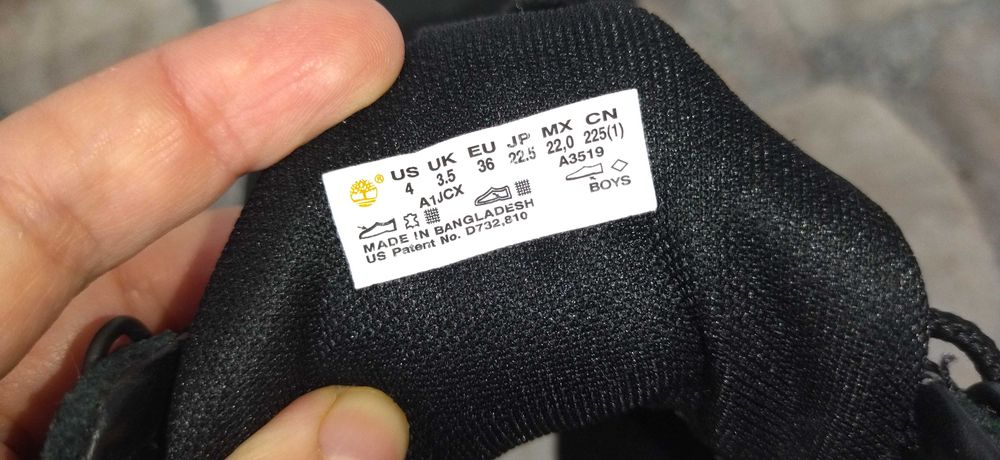 ® US UK EU JP MX CN
4 3.5 36 22.5 22,0 225(1)
A1JCX A3519
BOYS
MADE IN BANGLADESH
US Patent No. D732,810